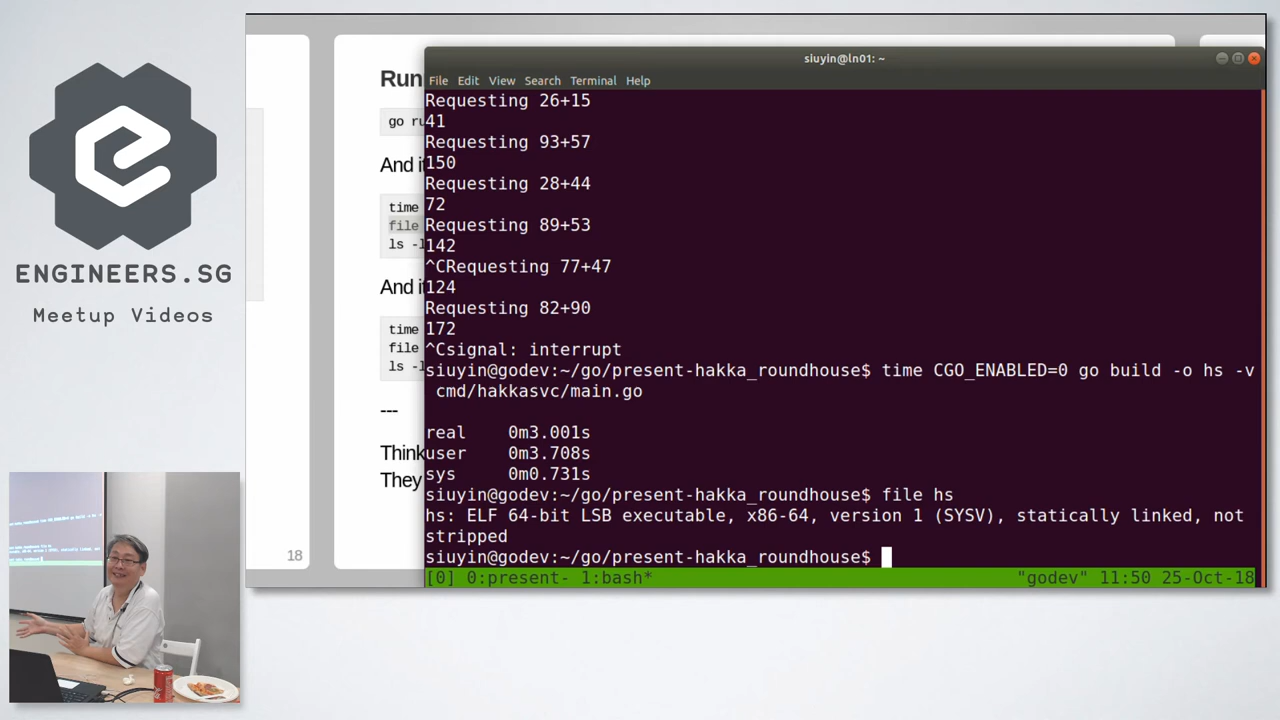 ENGINEERS.SG
Meetup Videos
Run
go ru
And i
time
file
ls -l
And i
time
file
ls -l
---
Think
They
18
siuyin@ln01: ~
File Edit View Search Terminal Help
Requesting 26+15
41
Requesting 93+57
150
Requesting 28+44
72
Requesting 89+53
142
^CRequesting 77+47
124
Requesting 82+90
172
^Csignal: interrupt
siuyin@godev:~/go/present-hakka_roundhouse$ time CGO_ENABLED=0 go build -o hs -v
cmd/hakkasvc/main.go
real 0m3.001s
user 0m3.708s
sys 0m0.731s
siuyin@godev:~/go/present-hakka_roundhouse$ file hs
hs: ELF 64-bit LSB executable, x86-64, version 1 (SYSV), statically linked, not
stripped
siuyin@godev:~/go/present-hakka_roundhouse$
[0] 0:present- 1:bash* "godev" 11:50 25-Oct-18